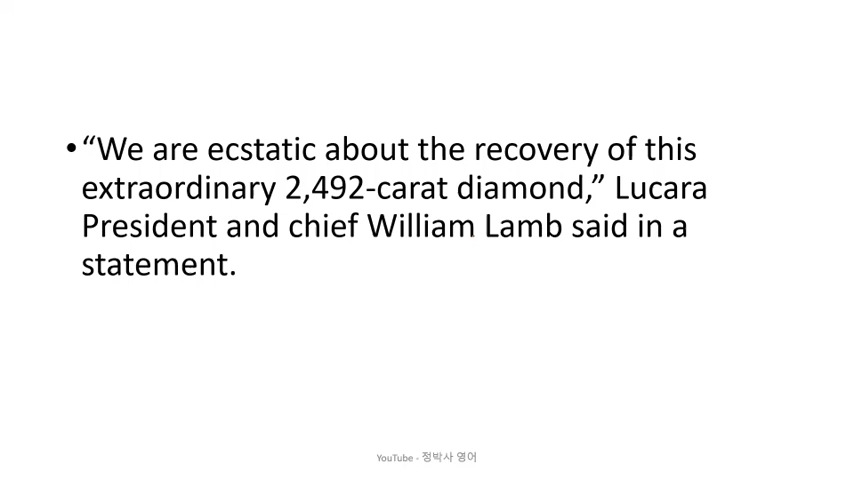 •“We are ecstatic about the recovery of this
extraordinary 2,492-carat diamond,” Lucara
President and chief William Lamb said in a
statement.
YouTube - 정박사 영어